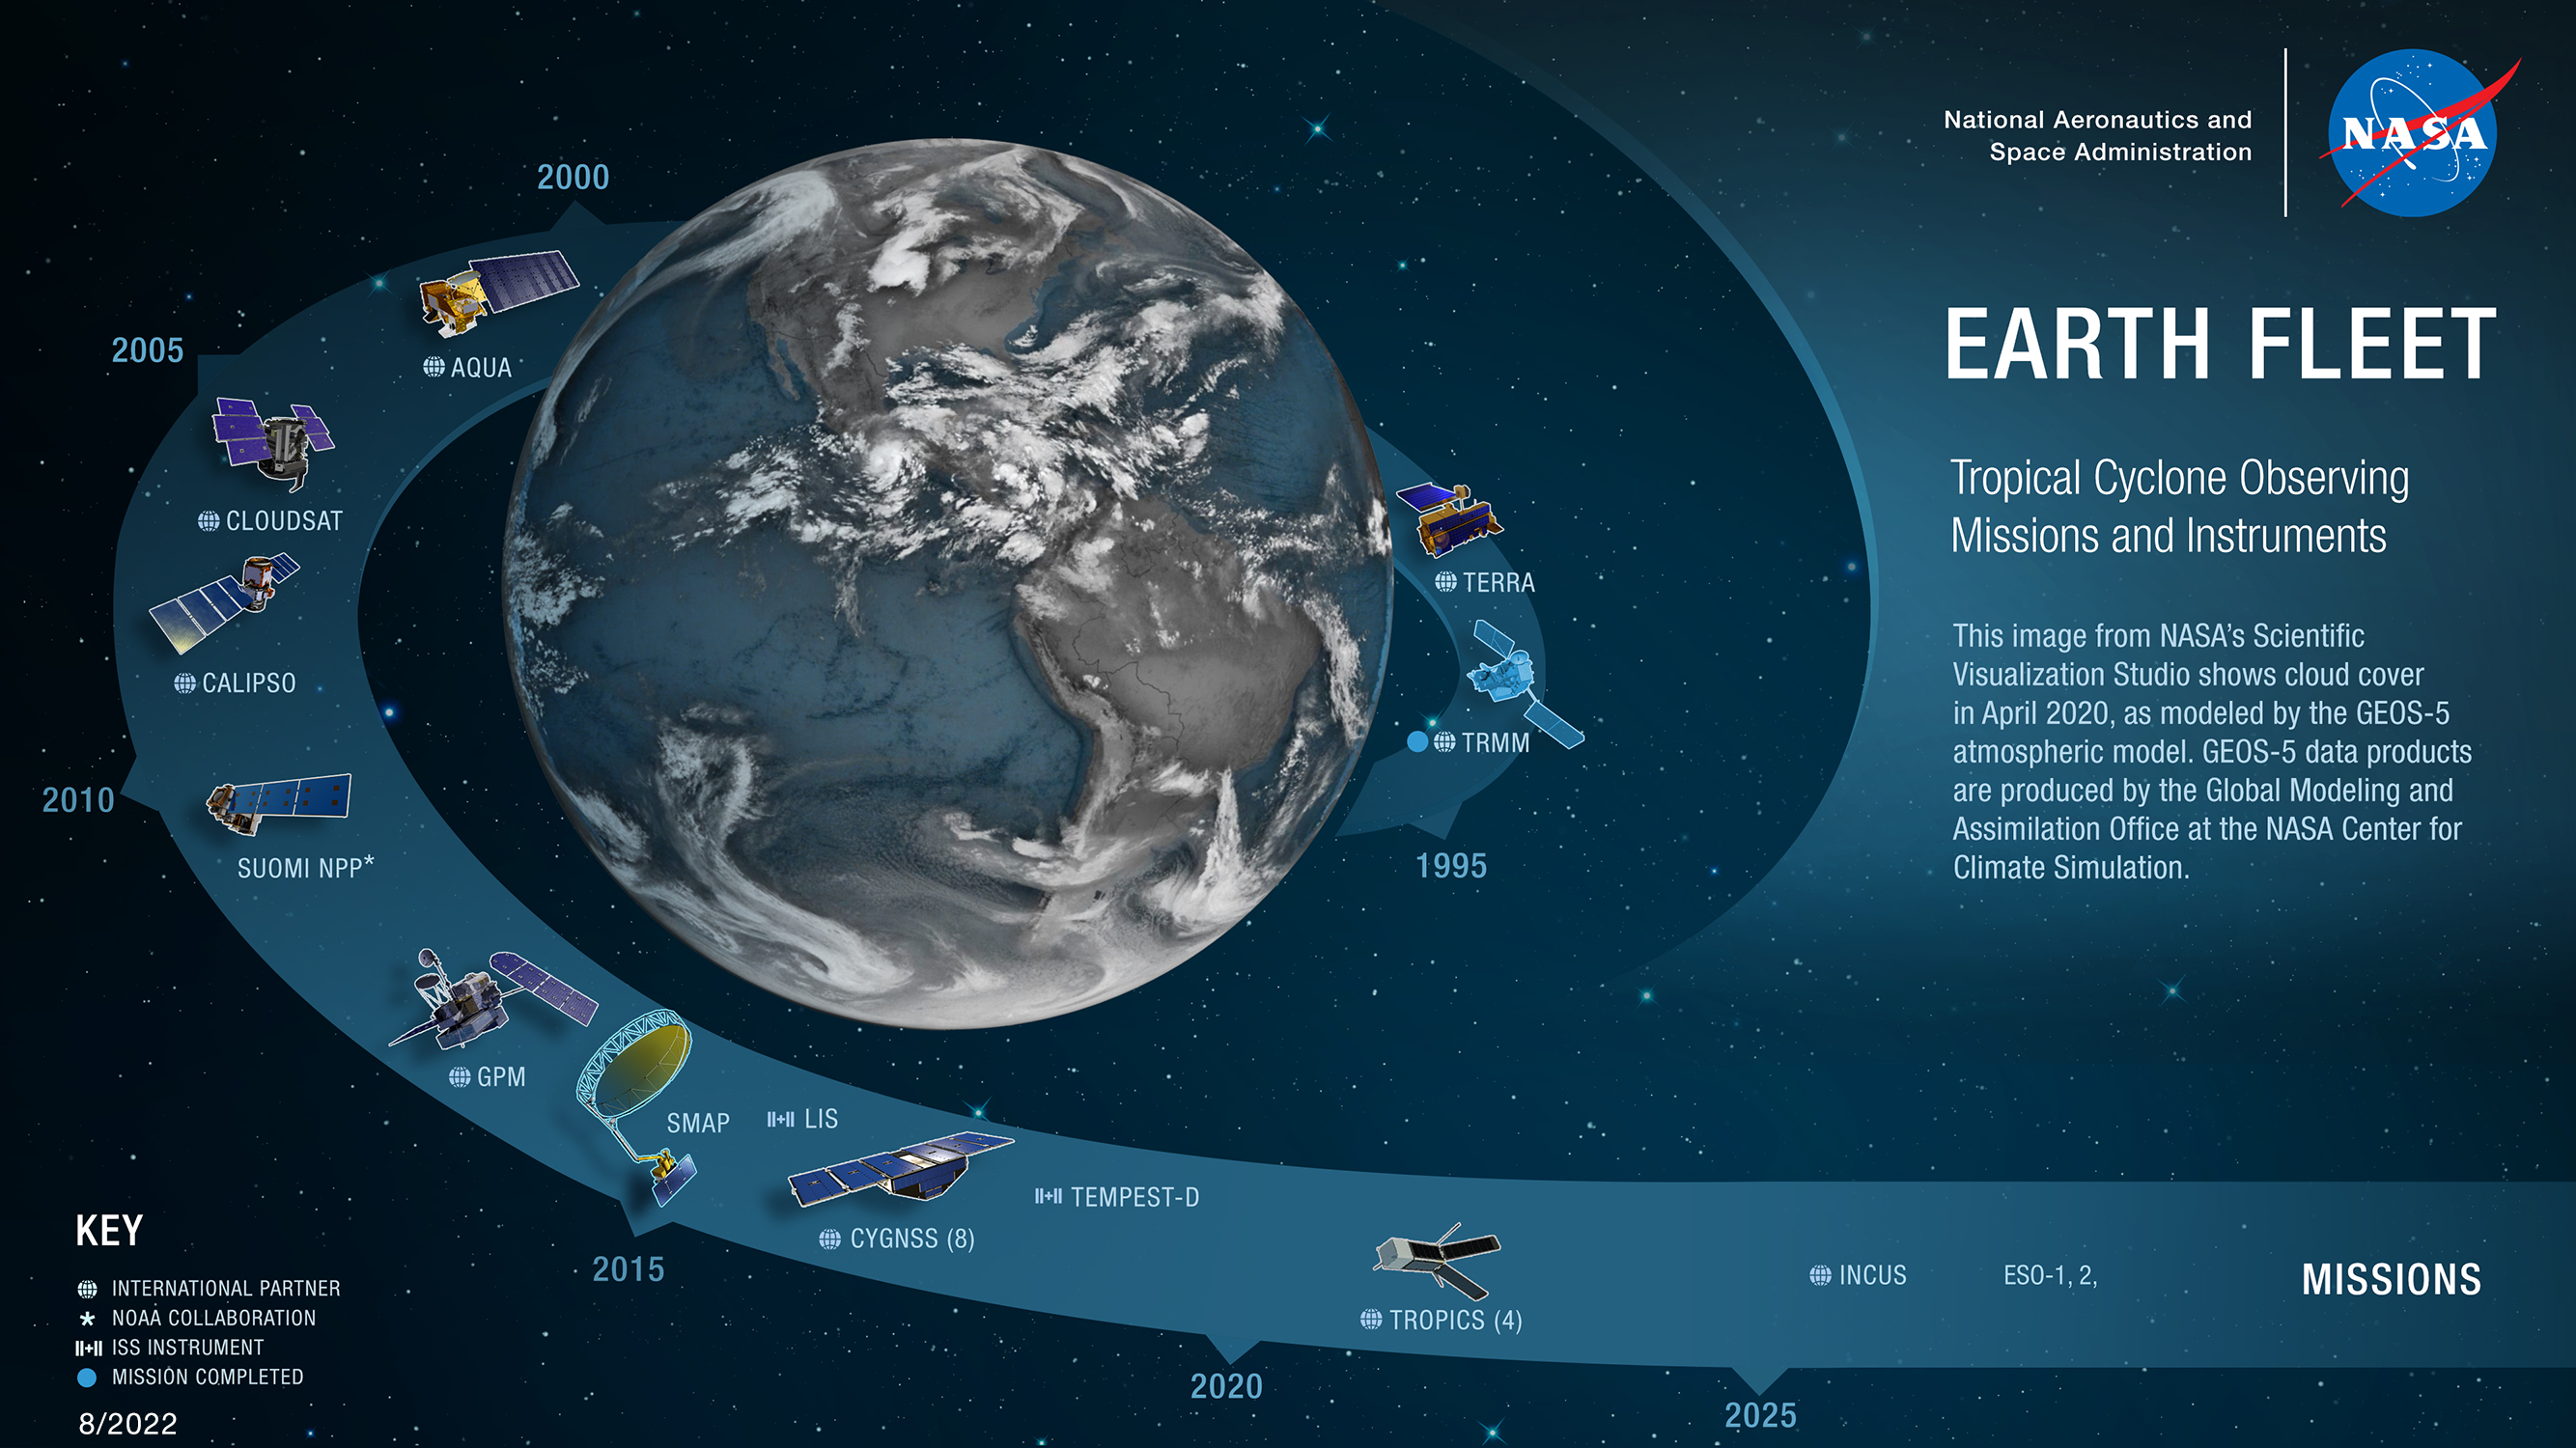 National Aeronautics and
Space Administration
NASA
EARTH FLEET
Tropical Cyclone Observing
Missions and Instruments
This image from NASA’s Scientific
Visualization Studio shows cloud cover
in April 2020, as modeled by the GEOS-5
atmospheric model. GEOS-5 data products
are produced by the Global Modeling and
Assimilation Office at the NASA Center for
Climate Simulation.
1995
TRMM
TERRA
2000
AQUA
2005
CLOUDSAT
CALIPSO
2010
SUOMI NPP*
GPM
SMAP
2015
LIS
CYGNSS (8)
TEMPEST-D
2020
TROPICS (4)
2025
INCUS
ESO-1, 2,
MISSIONS
KEY
INTERNATIONAL PARTNER
* NOAA COLLABORATION
ISS INSTRUMENT
MISSION COMPLETED
8/2022